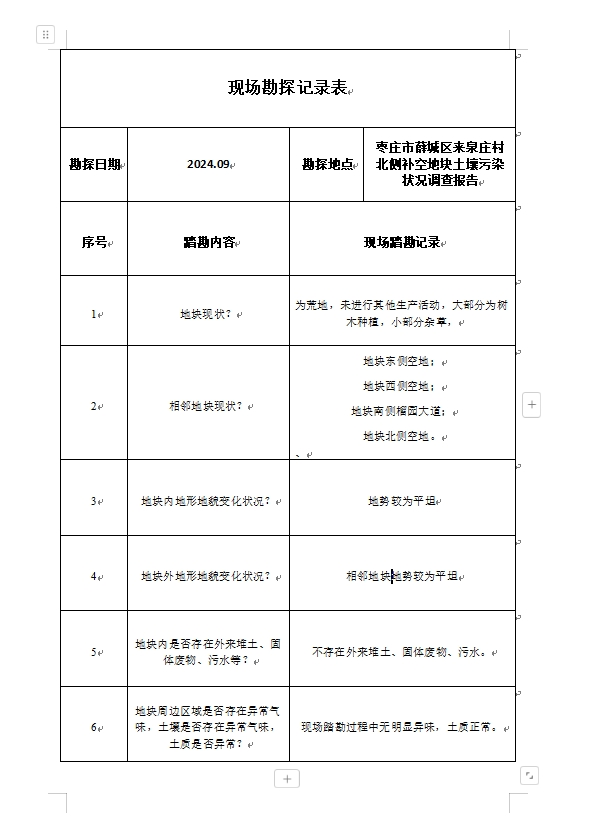 现场勘探记录表
勘探日期
2024.09
勘探地点
枣庄市薛城区来泉庄村
北侧补空地块土壤污染
状况调查报告
序号
踏勘内容
现场踏勘记录
1
地块现状？
为荒地，未进行其他生产活动，大部分为树
木种植，小部分杂草，
2
相邻地块现状？
地块东侧空地；
地块西侧空地；
地块南侧榴园大道；
地块北侧空地。
、
3
地块内地形地貌变化状况？
地势较为平坦
4
地块外地形地貌变化状况？
相邻地块地势较为平坦
5
地块内是否存在外来堆土、固
体废物、污水等？
不存在外来堆土、固体废物、污水。
6
地块周边区域是否存在异常气
味，土壤是否存在异常气味，
土质是否异常？
现场踏勘过程中无明显异味，土质正常。